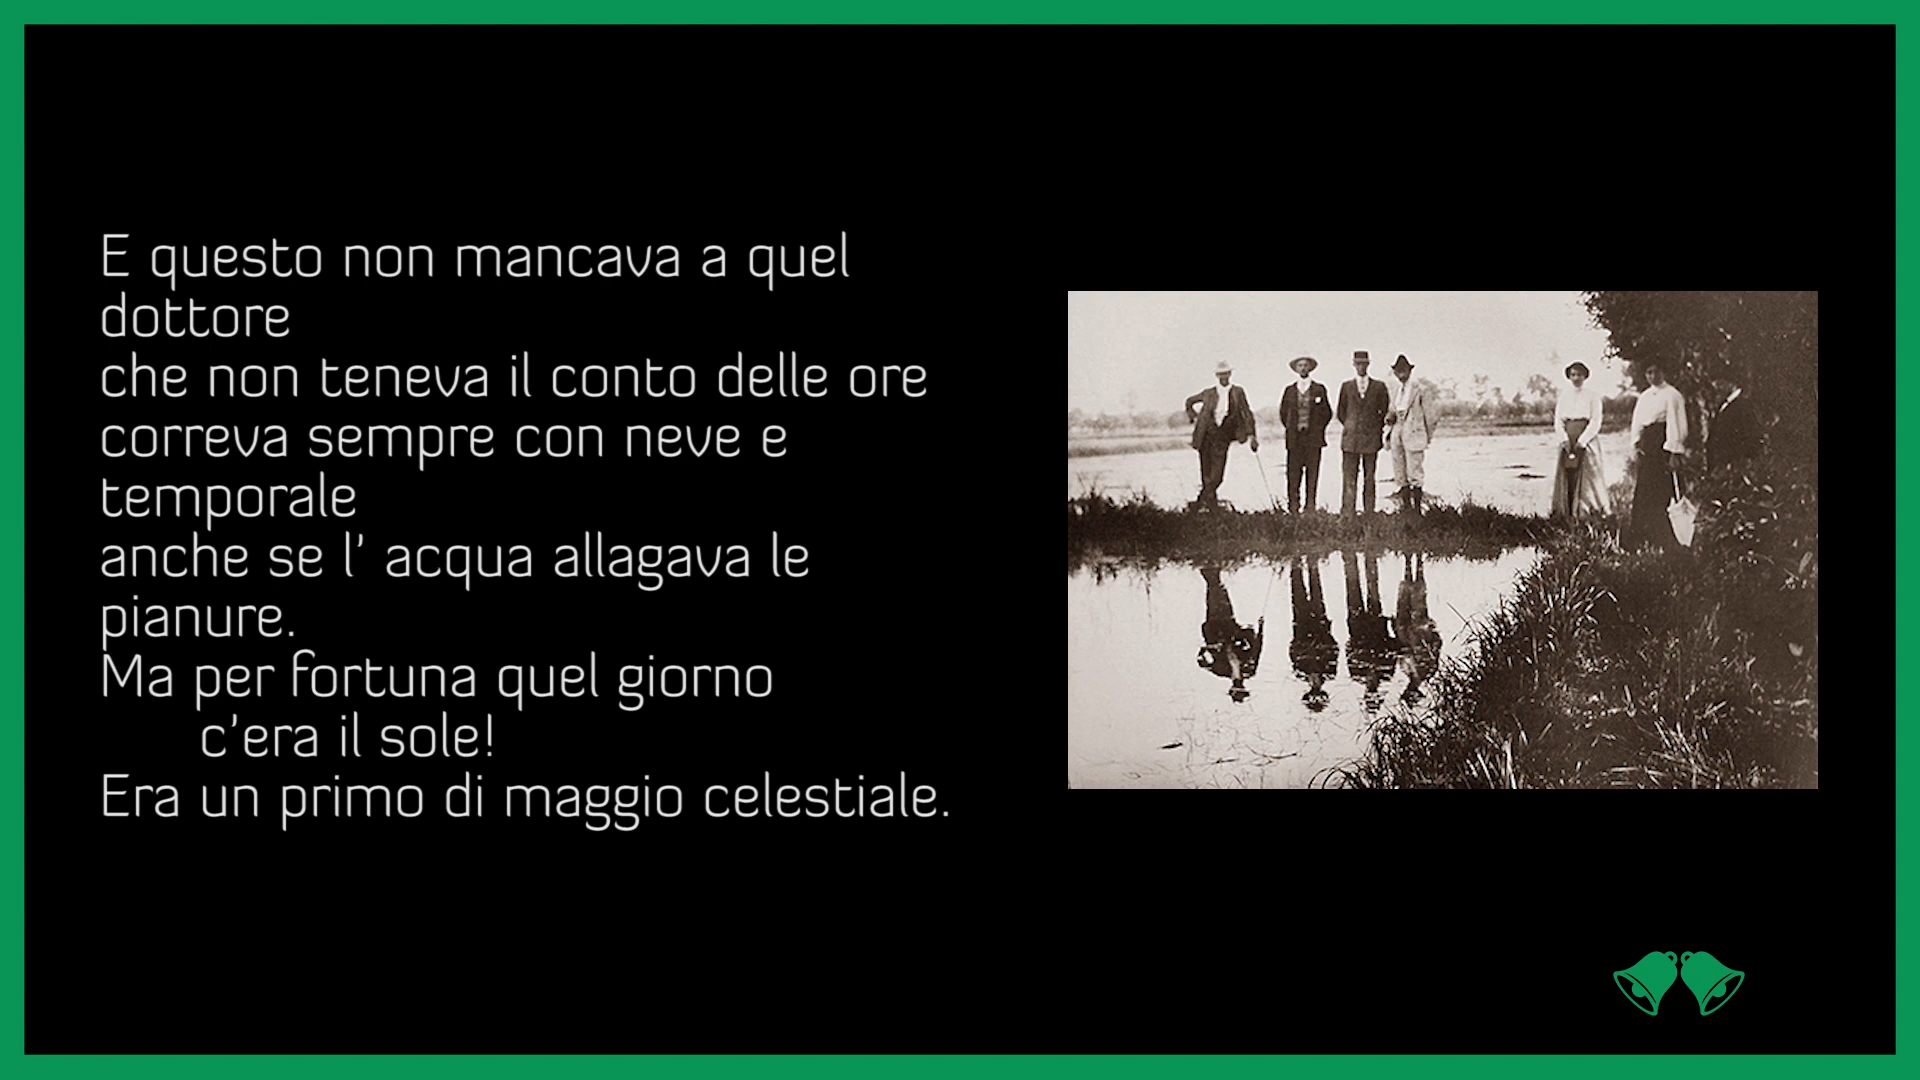 E questo non mancava a quel
dottore
che non teneva il conto delle ore
correva sempre con neve e
temporale
anche se l’ acqua allagava le
pianure.
Ma per fortuna quel giorno
c’era il sole!
Era un primo di maggio celestiale.